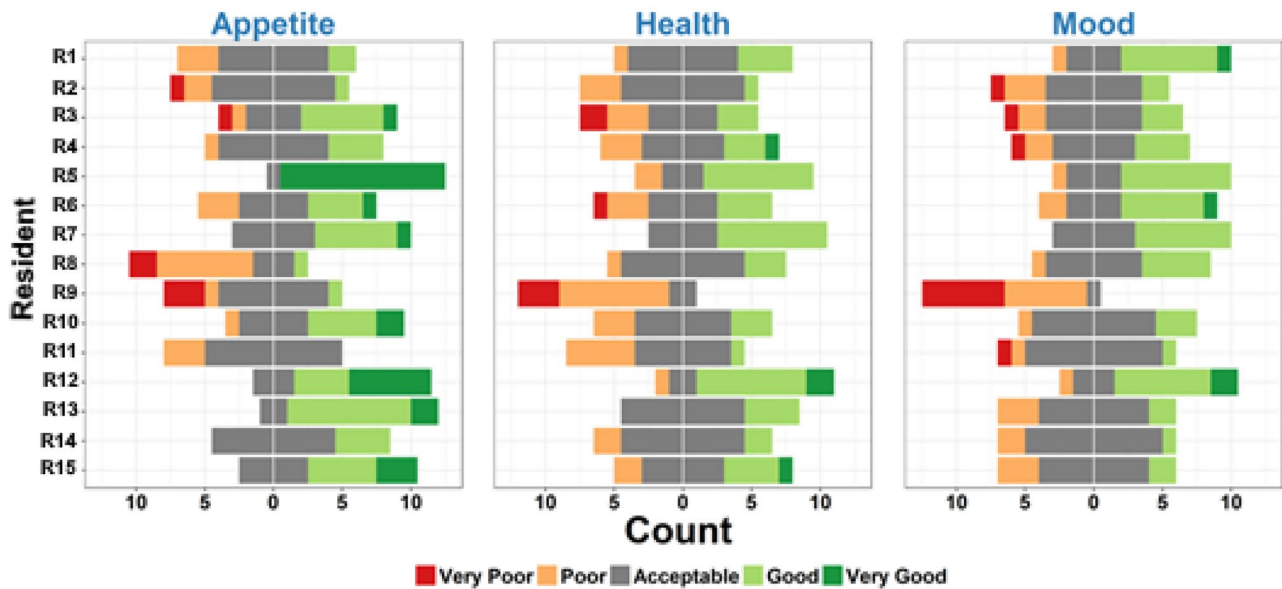 Appetite Health Mood
Resident
R1
R2
R3
R4
R5
R6
R7
R8
R9
R10
R11
R12
R13
R14
R15
10 5 0 5 10 10 5 0 5 10 10 5 0 5 10
Count
Very Poor Poor Acceptable Good Very Good